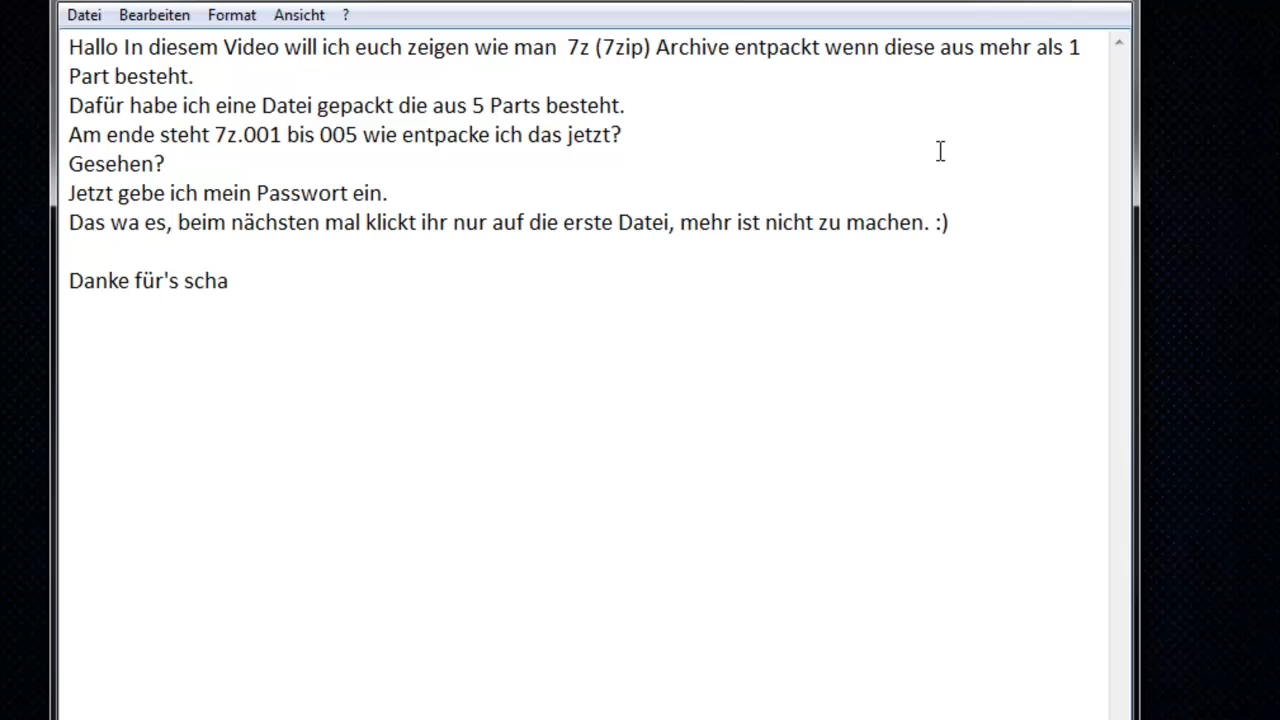 Datei Bearbeiten Format Ansicht ?
Hallo In diesem Video will ich euch zeigen wie man  7z (7zip) Archive entpackt wenn diese aus mehr als 1
Part besteht.
Dafür habe ich eine Datei gepackt die aus 5 Parts besteht.
Am ende steht 7z.001 bis 005 wie entpacke ich das jetzt?
Gesehen?
Jetzt gebe ich mein Passwort ein.
Das wa es, beim nächsten mal klickt ihr nur auf die erste Datei, mehr ist nicht zu machen. :)
Danke für's scha